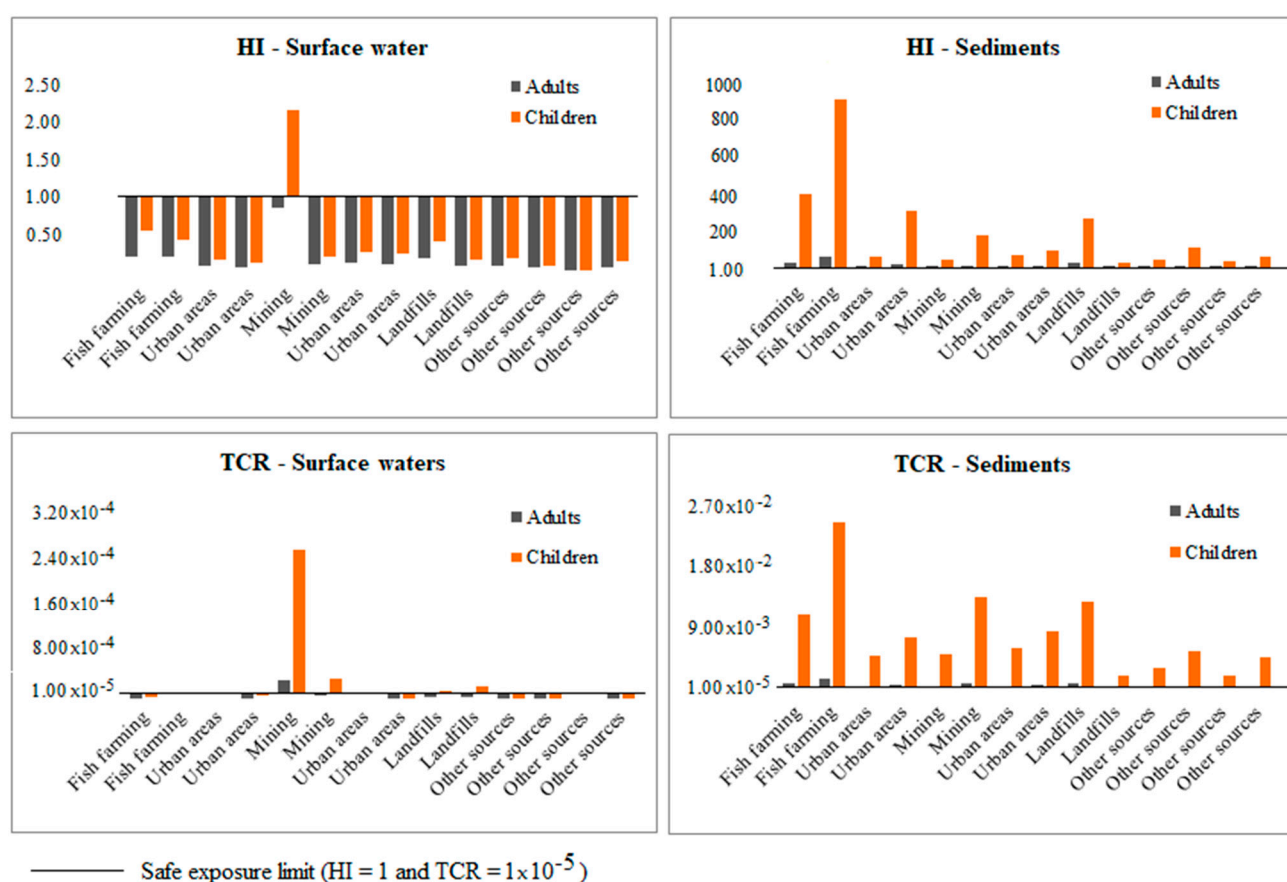 HI - Surface water
2.50
2.00
1.50
1.00
0.50
Adults
Children
Fish farming
Fish farming
Urban areas
Urban areas
Mining
Mining
Urban areas
Urban areas
Landfills
Landfills
Other sources
Other sources
Other sources
Other sources
HI - Sediments
1000
800
600
400
200
1.00
Adults
Children
Fish farming
Fish farming
Urban areas
Urban areas
Mining
Mining
Urban areas
Urban areas
Landfills
Landfills
Other sources
Other sources
Other sources
Other sources
TCR - Surface waters
3.20x10⁻⁴
2.40x10⁻⁴
1.60x10⁻⁴
8.00x10⁻⁴
1.00x10⁻⁵
Adults
Children
Fish farming
Fish farming
Urban areas
Urban areas
Mining
Mining
Urban areas
Urban areas
Landfills
Landfills
Other sources
Other sources
Other sources
Other sources
TCR - Sediments
2.70x10⁻²
1.80x10⁻²
9.00x10⁻³
1.00x10⁻⁵
Adults
Children
Fish farming
Fish farming
Urban areas
Urban areas
Mining
Mining
Urban areas
Urban areas
Landfills
Landfills
Other sources
Other sources
Other sources
Other sources
Safe exposure limit (HI = 1 and TCR = 1x10⁻⁵)